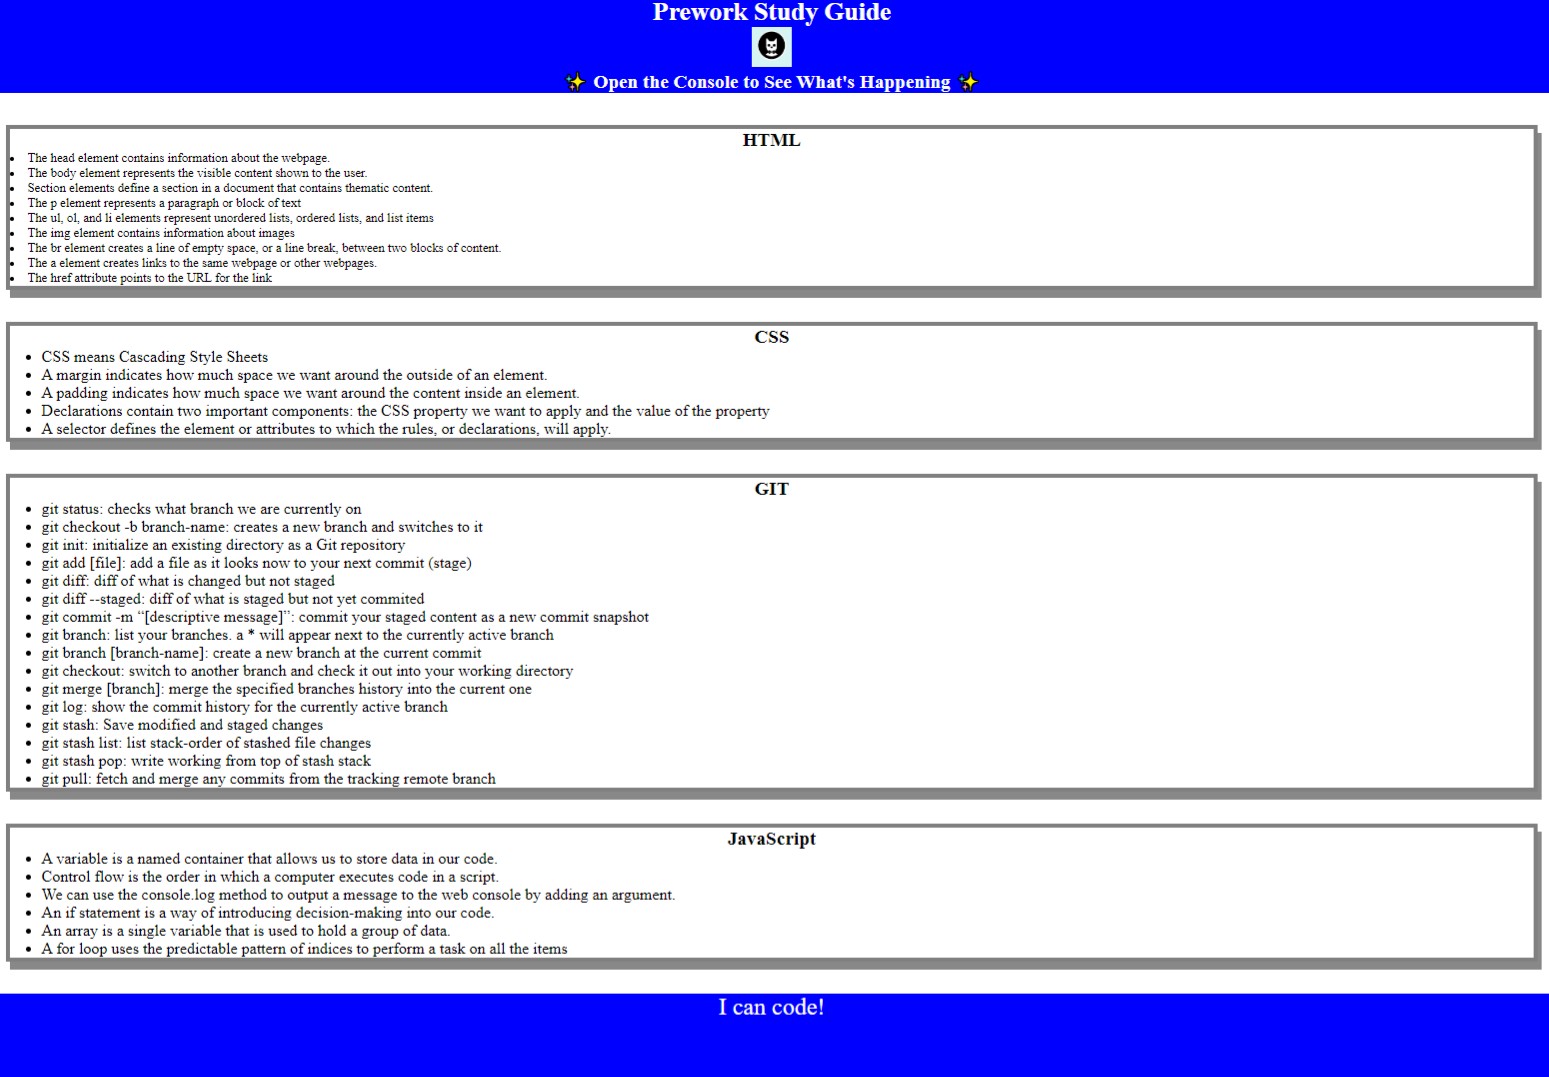 Prework Study Guide
✨ Open the Console to See What's Happening ✨
HTML
The head element contains information about the webpage.
The body element represents the visible content shown to the user.
Section elements define a section in a document that contains thematic content.
The p element represents a paragraph or block of text
The ul, ol, and li elements represent unordered lists, ordered lists, and list items
The img element contains information about images
The br element creates a line of empty space, or a line break, between two blocks of content.
The a element creates links to the same webpage or other webpages.
The href attribute points to the URL for the link
CSS
CSS means Cascading Style Sheets
A margin indicates how much space we want around the outside of an element.
A padding indicates how much space we want around the content inside an element.
Declarations contain two important components: the CSS property we want to apply and the value of the property
A selector defines the element or attributes to which the rules, or declarations, will apply.
GIT
git status: checks what branch we are currently on
git checkout -b branch-name: creates a new branch and switches to it
git init: initialize an existing directory as a Git repository
git add [file]: add a file as it looks now to your next commit (stage)
git diff: diff of what is changed but not staged
git diff --staged: diff of what is staged but not yet commited
git commit -m “[descriptive message]”: commit your staged content as a new commit snapshot
git branch: list your branches. a * will appear next to the currently active branch
git branch [branch-name]: create a new branch at the current commit
git checkout: switch to another branch and check it out into your working directory
git merge [branch]: merge the specified branches history into the current one
git log: show the commit history for the currently active branch
git stash: Save modified and staged changes
git stash list: list stack-order of stashed file changes
git stash pop: write working from top of stash stack
git pull: fetch and merge any commits from the tracking remote branch
JavaScript
A variable is a named container that allows us to store data in our code.
Control flow is the order in which a computer executes code in a script.
We can use the console.log method to output a message to the web console by adding an argument.
An if statement is a way of introducing decision-making into our code.
An array is a single variable that is used to hold a group of data.
A for loop uses the predictable pattern of indices to perform a task on all the items
I can code!